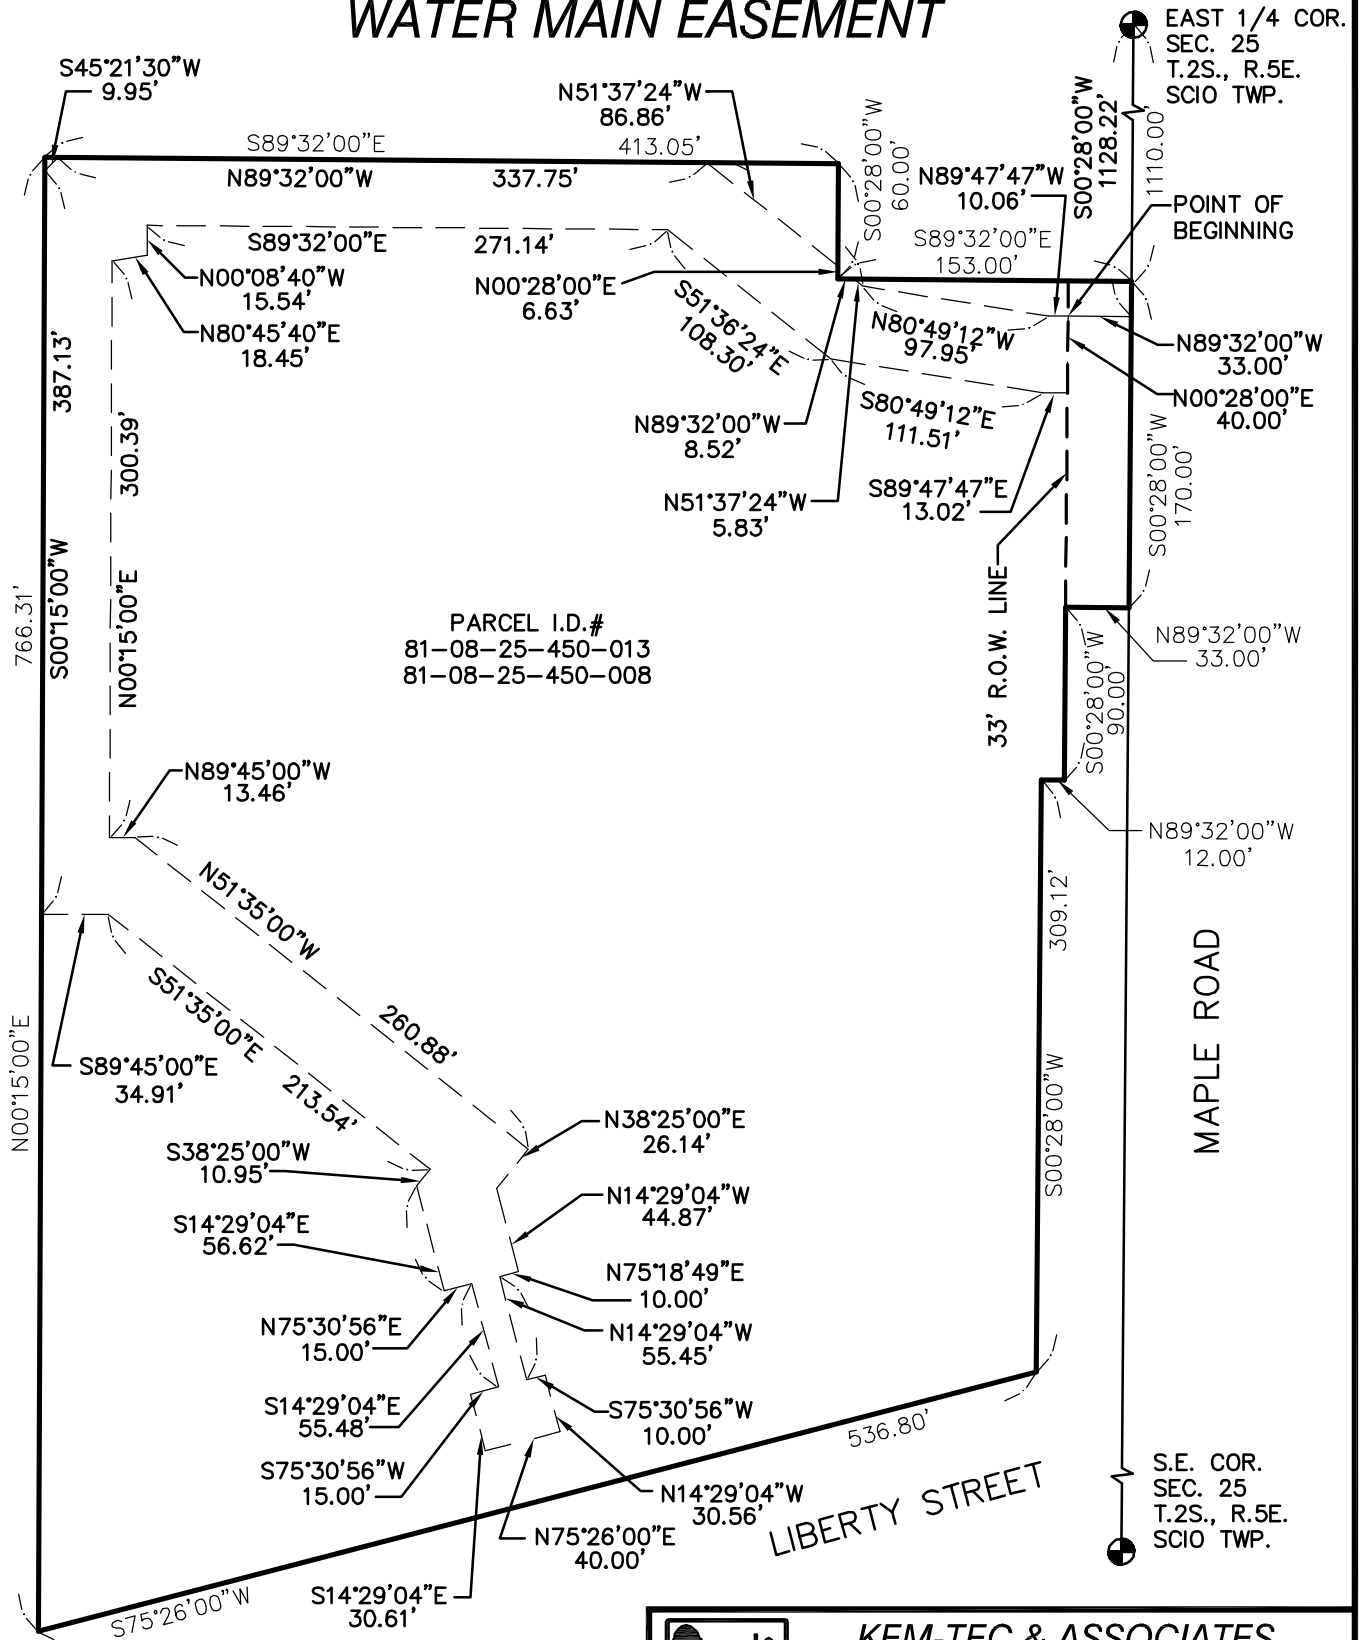 WATER MAIN EASEMENT
EAST 1/4 COR.
SEC. 25
T.2S., R.5E.
SCIO TWP.
S45°21'30"W
9.95'
N51°37'24"W
86.86'
S89°32'00"E
413.05'
N89°32'00"W
337.75'
S00°28'00"W
60.00'
N89°47'47"W
10.06'
S00°28'00"W
1128.22'
1110.00'
POINT OF
BEGINNING
S89°32'00"E
153.00'
S89°32'00"E
271.14'
N00°08'40"W
15.54'
N80°45'40"E
18.45'
N00°28'00"E
6.63'
S51°36'24"E
108.30'
N80°49'12"W
97.95'
N89°32'00"W
33.00'
N00°28'00"E
40.00'
387.13'
300.39'
N89°32'00"W
8.52'
S80°49'12"E
111.51'
N51°37'24"W
5.83'
S89°47'47"E
13.02'
S00°28'00"W
170.00'
766.31'
S00°15'00"W
N00°15'00"E
PARCEL I.D.#
81-08-25-450-013
81-08-25-450-008
33' R.O.W. LINE
N89°32'00"W
33.00'
S00°28'00"W
90.00'
N89°45'00"W
13.46'
N89°32'00"W
12.00'
N51°35'00"W
260.88'
309.12'
S00°28'00"W
MAPLE ROAD
S51°35'00"E
213.54'
N00°15'00"E
S89°45'00"E
34.91'
N38°25'00"E
26.14'
S38°25'00"W
10.95'
N14°29'04"W
44.87'
S14°29'04"E
56.62'
N75°18'49"E
10.00'
N75°30'56"E
15.00'
N14°29'04"W
55.45'
S14°29'04"E
55.48'
S75°30'56"W
10.00'
S75°30'56"W
15.00'
N14°29'04"W
30.56'
536.80'
LIBERTY STREET
N75°26'00"E
40.00'
S14°29'04"E
30.61'
S75°26'00"W
S.E. COR.
SEC. 25
T.2S., R.5E.
SCIO TWP.
KEM-TEC & ASSOCIATES